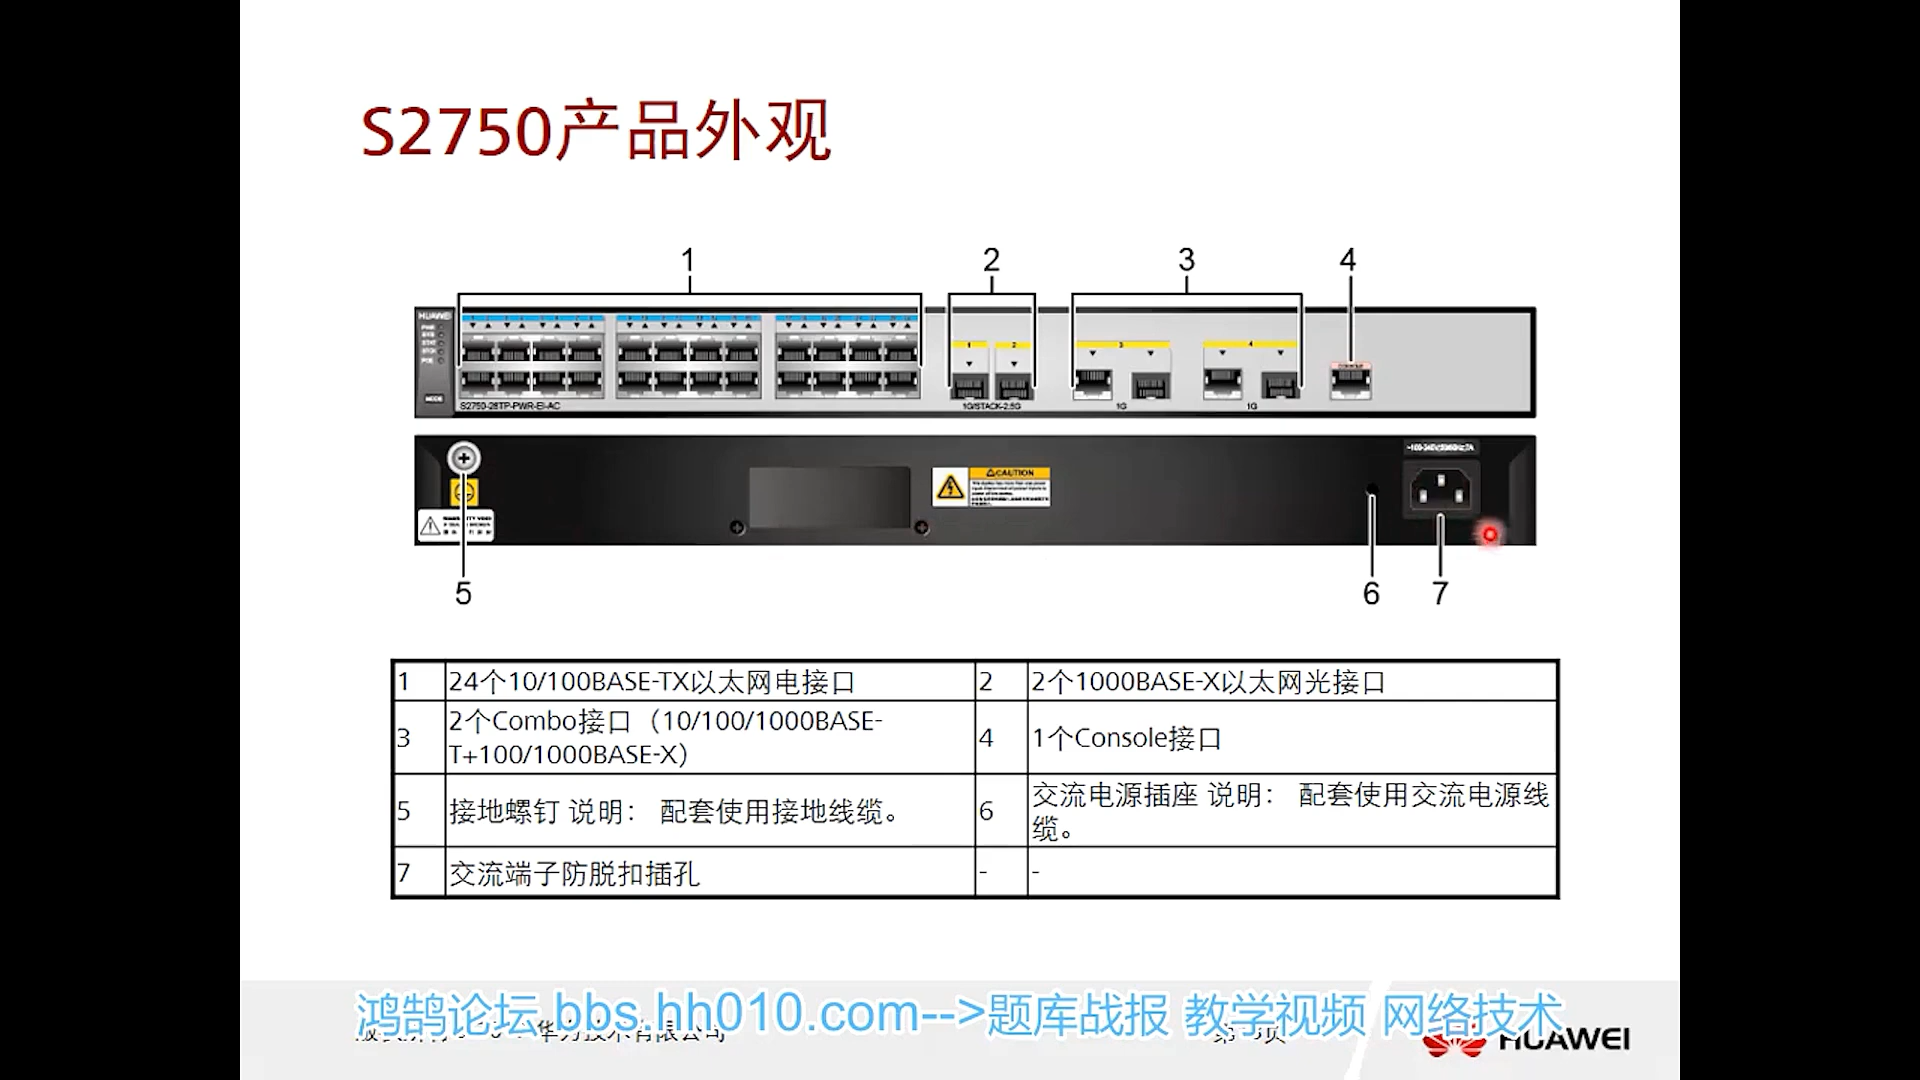 S2750产品外观
1
2
3
4
HUAWEI
S2750-28TP-PWR-EI-AC
1G/STACK-2.5G
1G
1G
CAUTION
5
6
7
1 24个10/100BASE-TX以太网电接口 2 2个1000BASE-X以太网光接口
3 2个Combo接口（10/100/1000BASE-
T+100/1000BASE-X） 4 1个Console接口
5 接地螺钉 说明： 配套使用接地线缆。 6 交流电源插座 说明： 配套使用交流电源线
缆。
7 交流端子防脱扣插孔 - -
鸿鹄论坛 bbs.hh010.com-->题库战报 教学视频 网络技术
HUAWEI